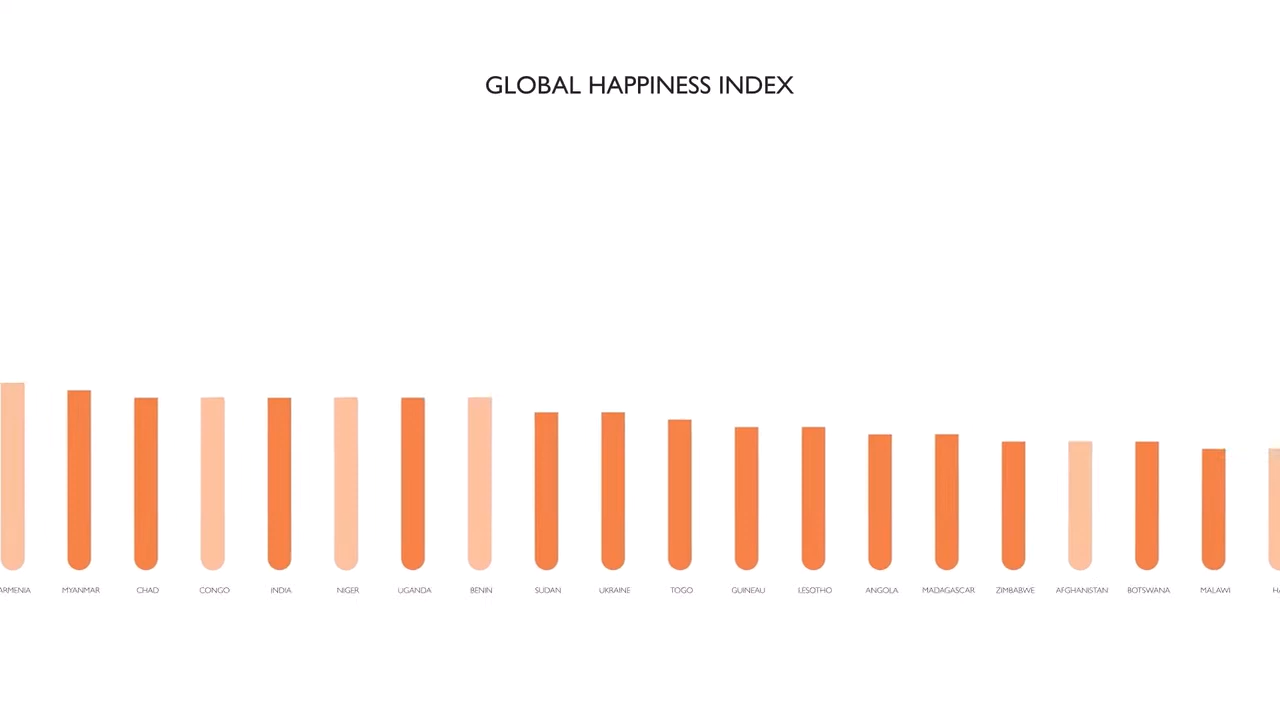 GLOBAL HAPPINESS INDEX
ARMENIA MYANMAR CHAD CONGO INDIA NIGER UGANDA BENIN SUDAN UKRAINE TOGO GUINEAU LESOTHO ANGOLA MADAGASCAR ZIMBABWE AFGHANISTAN BOTSWANA MALAWI